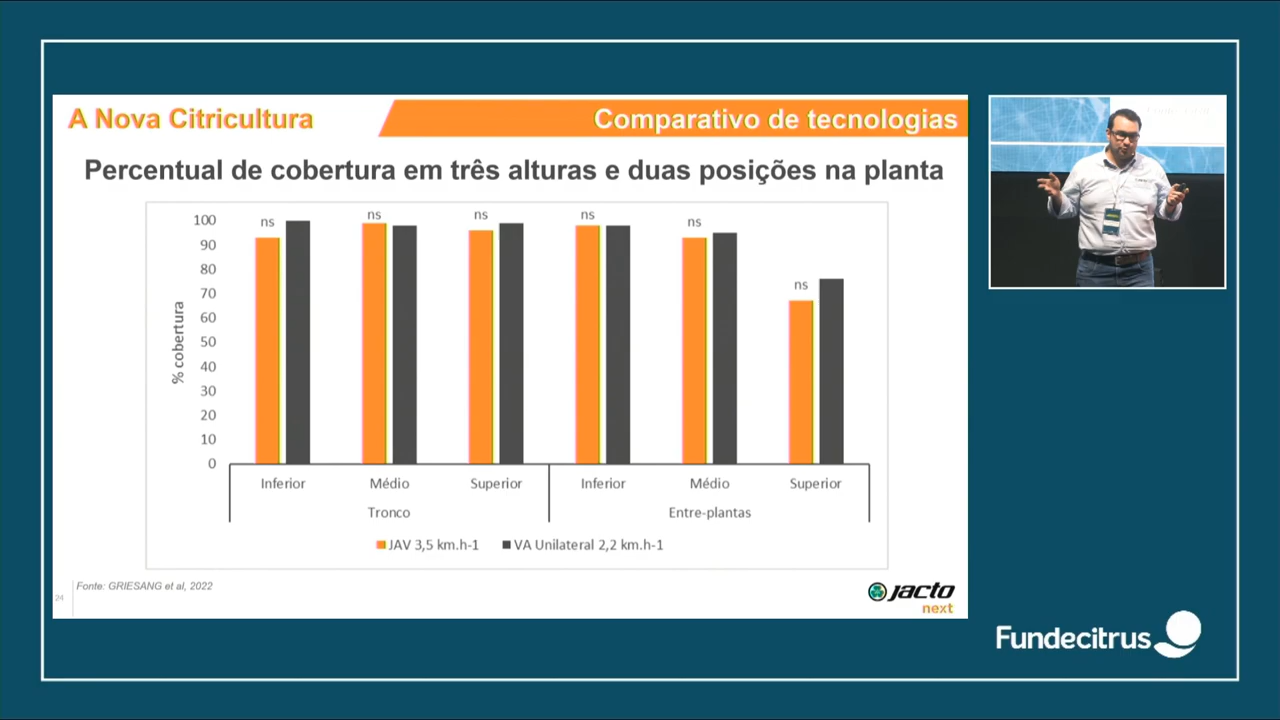 A Nova Citricultura
Comparativo de tecnologias
Percentual de cobertura em três alturas e duas posições na planta
% cobertura
100
90
80
70
60
50
40
30
20
10
0
ns
ns
ns
ns
ns
ns
Inferior Médio Superior Inferior Médio Superior
Tronco Entre-plantas
JAV 3,5 km.h-1 VA Unilateral 2,2 km.h-1
Fonte: GRIESANG et al, 2022
24
jacto
next
Fundecitrus